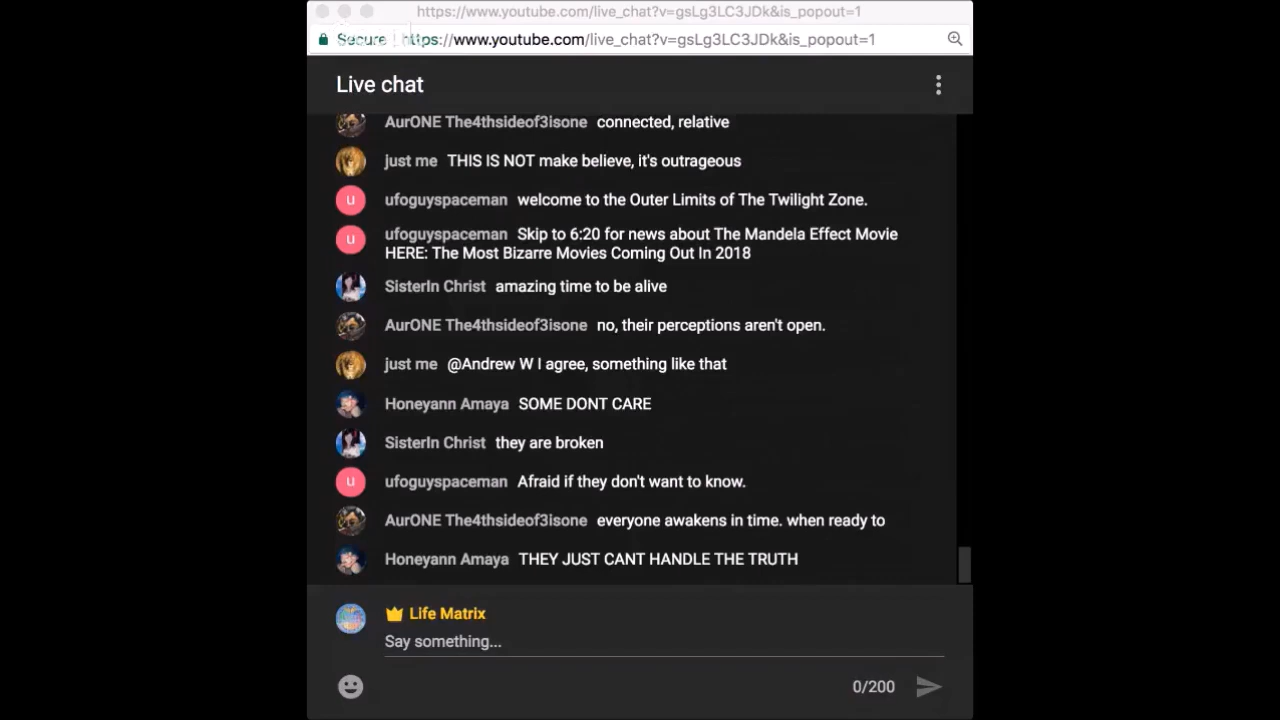 https://www.youtube.com/live_chat?v=gsLg3LC3JDk&is_popout=1
Secure https://www.youtube.com/live_chat?v=gsLg3LC3JDk&is_popout=1
Live chat
AurONE The4thsideof3isone connected, relative
just me THIS IS NOT make believe, it's outrageous
u ufoguyspaceman welcome to the Outer Limits of The Twilight Zone.
u ufoguyspaceman Skip to 6:20 for news about The Mandela Effect Movie
HERE: The Most Bizarre Movies Coming Out In 2018
SisterIn Christ amazing time to be alive
AurONE The4thsideof3isone no, their perceptions aren't open.
just me @Andrew W I agree, something like that
Honeyann Amaya SOME DONT CARE
SisterIn Christ they are broken
u ufoguyspaceman Afraid if they don't want to know.
AurONE The4thsideof3isone everyone awakens in time. when ready to
Honeyann Amaya THEY JUST CANT HANDLE THE TRUTH
Life Matrix
Say something...
0/200